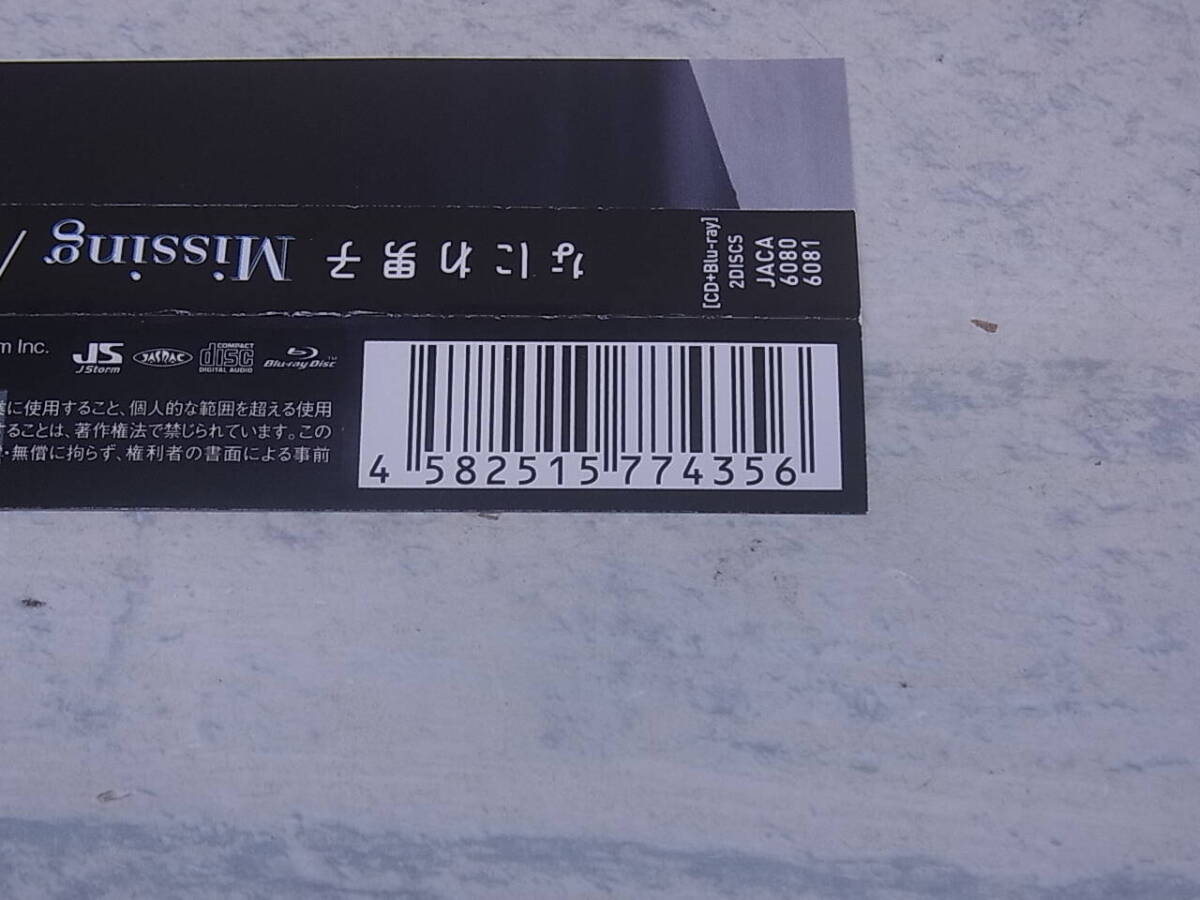 なにわ男子 Missing /
[CD+Blu-ray]
2DISCS
JACA
6080
6081
m Inc.
JS
J Storm
JASRAC
COMPACT
disc
DIGITAL AUDIO
Blu-ray Disc™
に使用すること、個人的な範囲を超える使用
することは、著作権法で禁じられています。この
・無償に拘らず、権利者の書面による事前
4 582515 774356